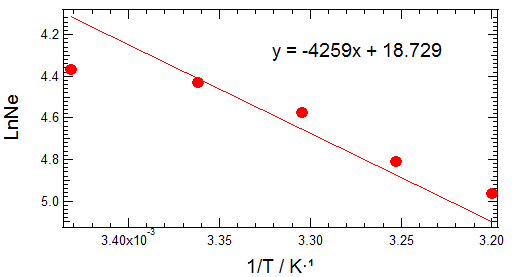 4.2
y = -4259x + 18.729
4.4
4.6
4.8
5.0
LnNe
3.40x10-3
3.35
3.30
3.25
3.20
1/T / K-¹